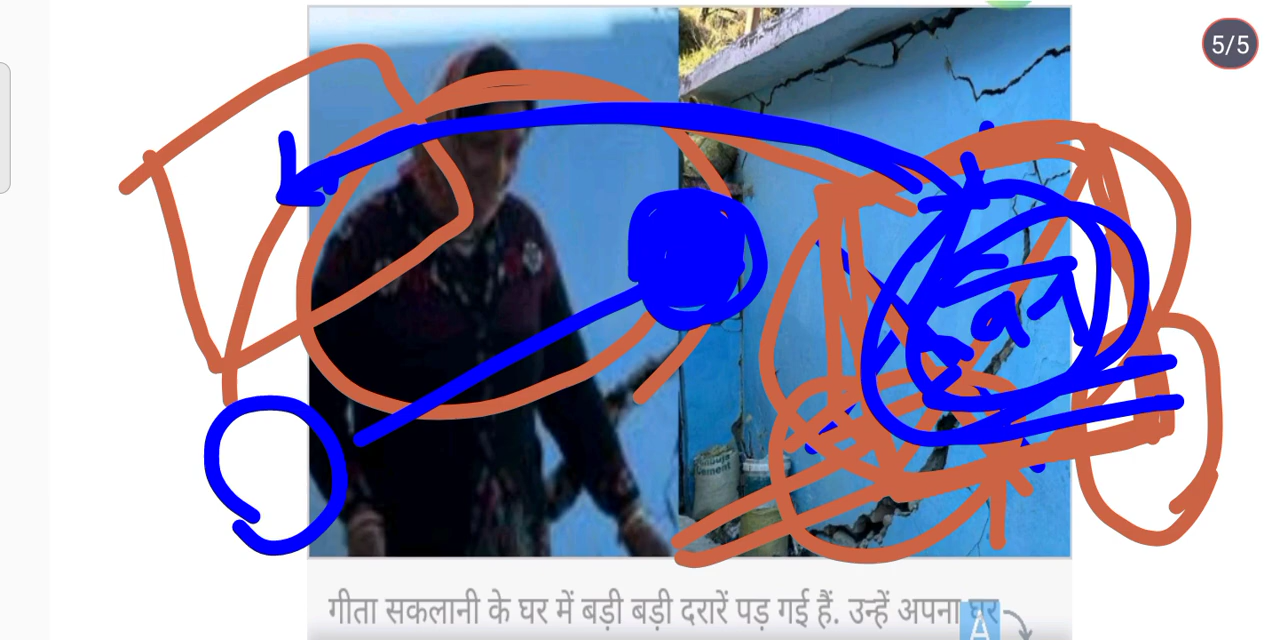 5/5
गीता सकलानी के घर में बड़ी बड़ी दरारें पड़ गई हैं. उन्हें अपना घर
A